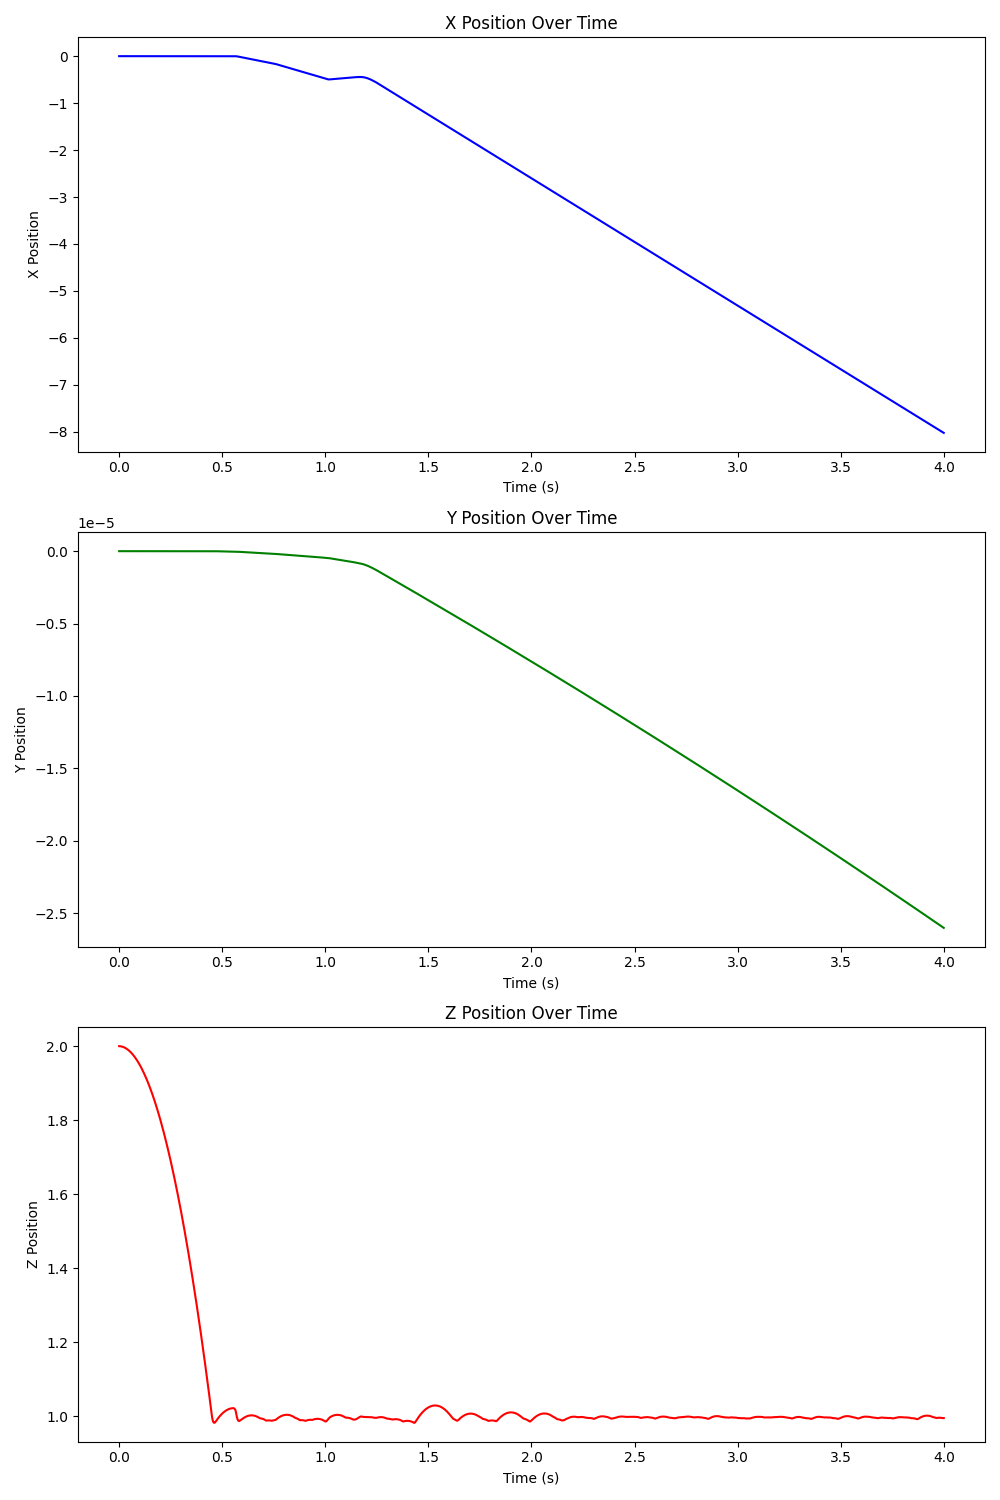 X Position Over Time
0
−1
−2
−3
−4
−5
−6
−7
−8
X Position
0.0 0.5 1.0 1.5 2.0 2.5 3.0 3.5 4.0
Time (s)
Y Position Over Time
1e−5
0.0
−0.5
−1.0
−1.5
−2.0
−2.5
Y Position
0.0 0.5 1.0 1.5 2.0 2.5 3.0 3.5 4.0
Time (s)
Z Position Over Time
2.0
1.8
1.6
1.4
1.2
1.0
Z Position
0.0 0.5 1.0 1.5 2.0 2.5 3.0 3.5 4.0
Time (s)